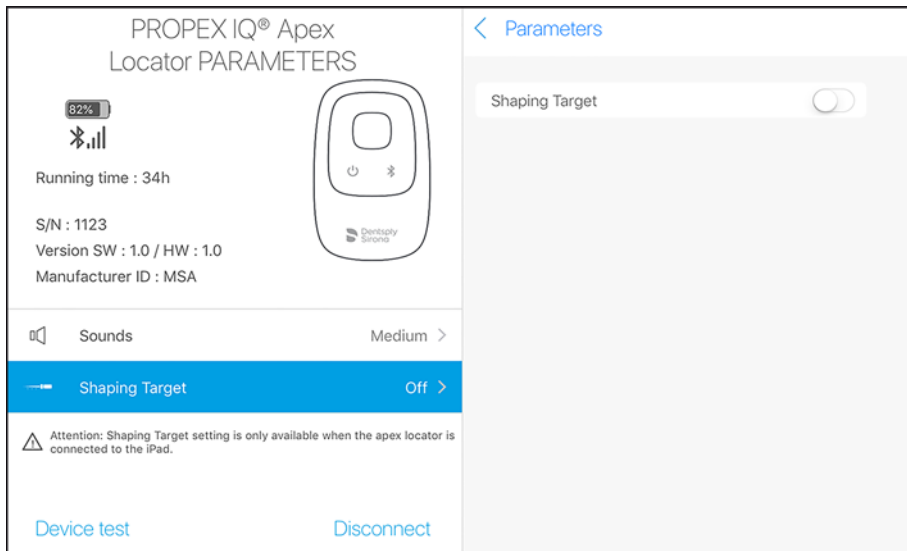 PROPEX IQ® Apex
Locator PARAMETERS
82%
Running time : 34h
S/N : 1123
Version SW : 1.0 / HW : 1.0
Manufacturer ID : MSA
Dentsply
Sirona
Sounds Medium
Shaping Target Off
Attention: Shaping Target setting is only available when the apex locator is
connected to the iPad.
Device test Disconnect
Parameters
Shaping Target